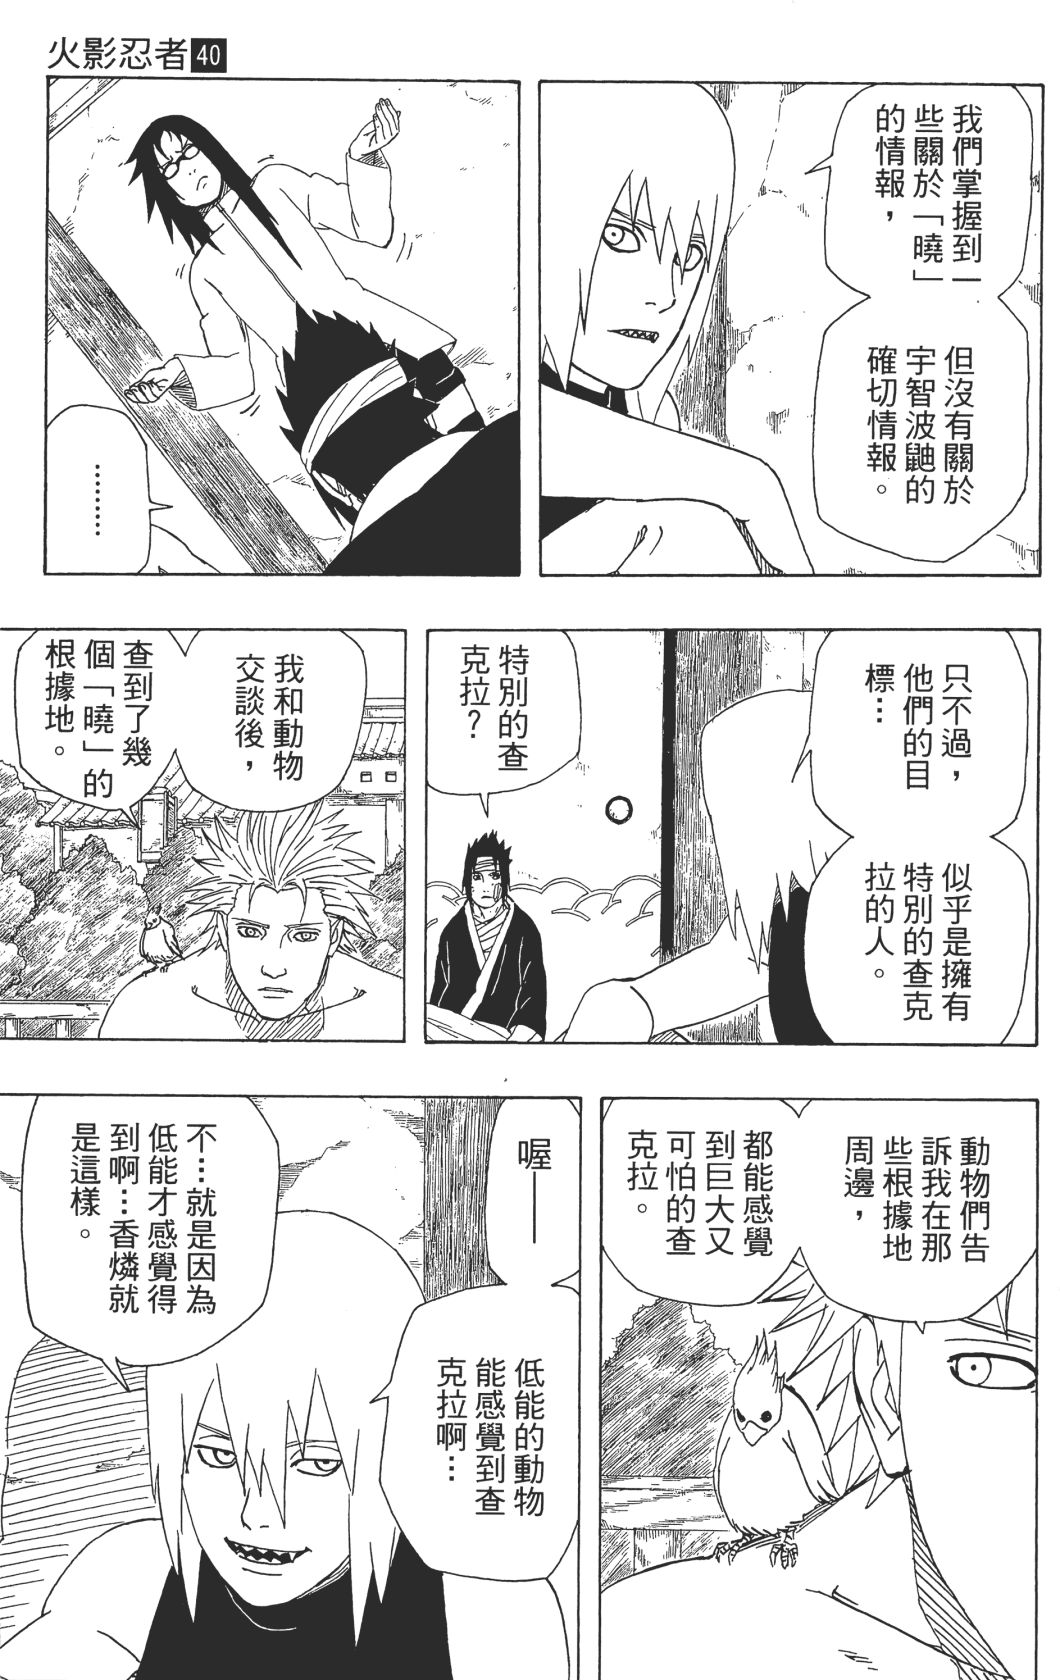 火影忍者 40
我們掌握到一
些關於「曉」
的情報，
但沒有關於
宇智波鼬的
確切情報。
………
只不過，
他們的目
標…
似乎是擁有
特別的查克
拉的人。
特別的查
克拉？
我和動物
交談後，
查到了幾
個「曉」的
根據地。
動物們告
訴我在那
些根據地
周邊，
都能感覺
到巨大又
可怕的查
克拉。
喔——
低能的動物
能感覺到查
克拉啊…
不…就是因為
低能才感覺得
到啊…香燐就
是這樣。